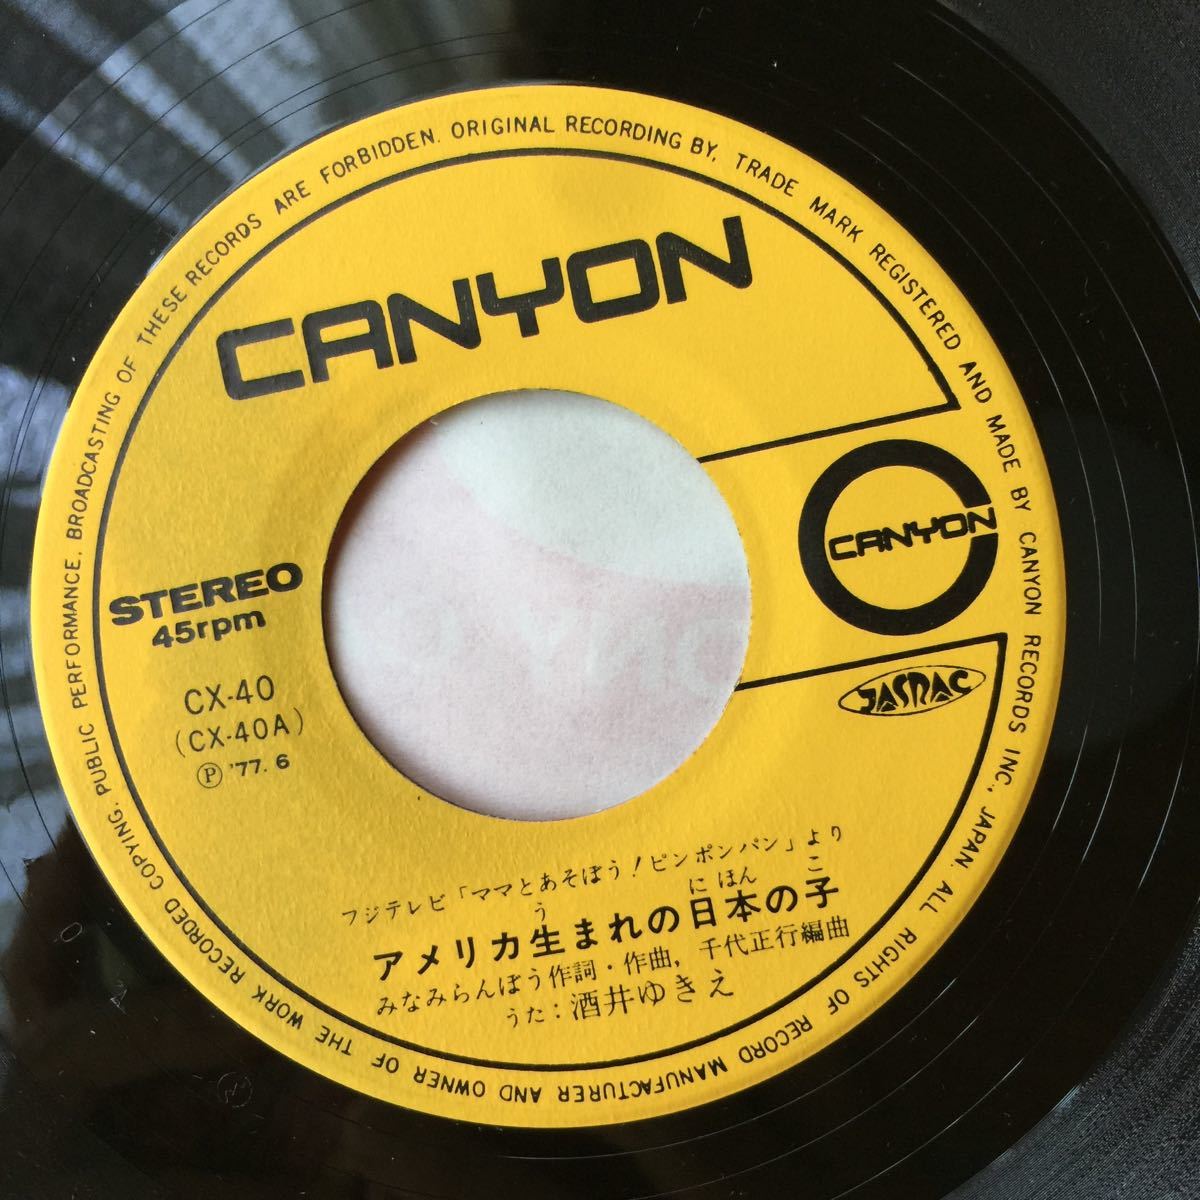 ORIGINAL RECORDING BY, TRADE MARK REGISTERED AND MADE BY CANYON RECORDS INC., JAPAN. ALL RIGHTS OF RECORD MANUFACTURER AND OWNER OF THE WORK RECORDED COPYING, PUBLIC PERFORMANCE, BROADCASTING OF THESE RECORDS ARE FORBIDDEN.
CANYON
CANYON
STEREO
45rpm
JASRAC
CX-40
(CX-40A)
Ⓟ '77. 6
フジテレビ「ママとあそぼう!ピンポンパン」より
う にほん こ
アメリカ生まれの日本の子
みなみらんぼう作詞・作曲, 千代正行編曲
うた:酒井ゆきえ